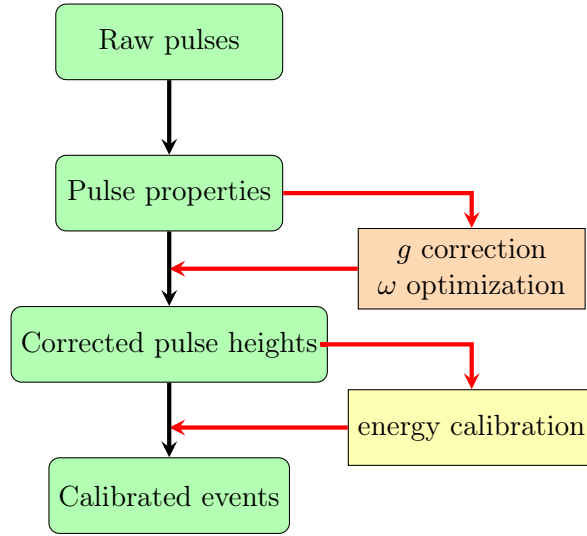 Raw pulses
Pulse properties
g correction
ω optimization
Corrected pulse heights
energy calibration
Calibrated events